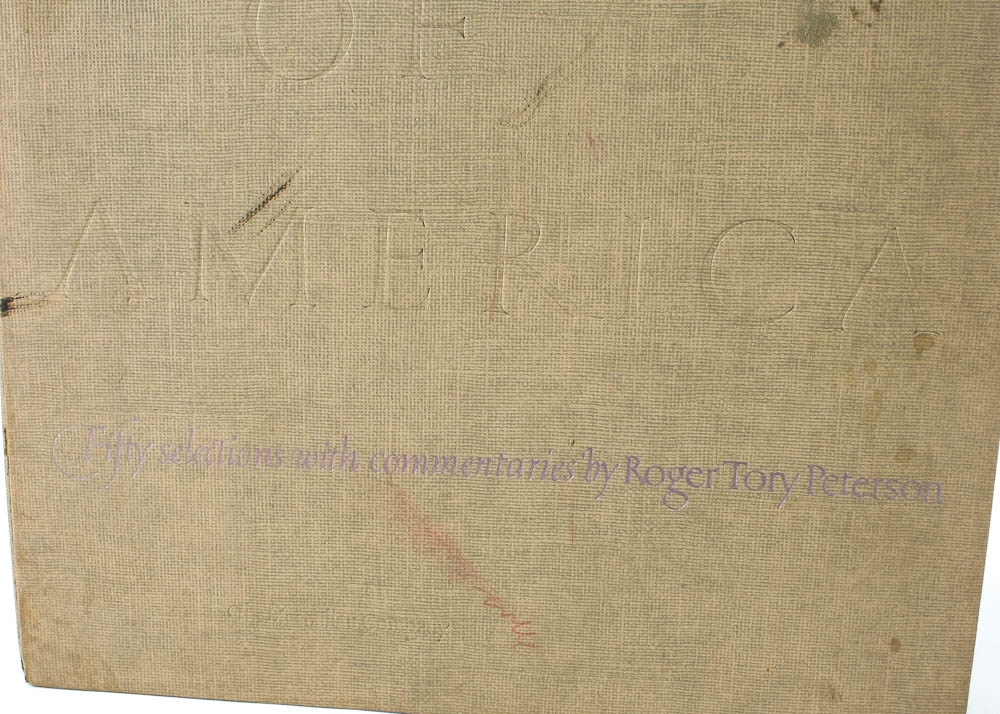 OF
AMERICA
Fifty selections with commentaries by Roger Tory Peterson